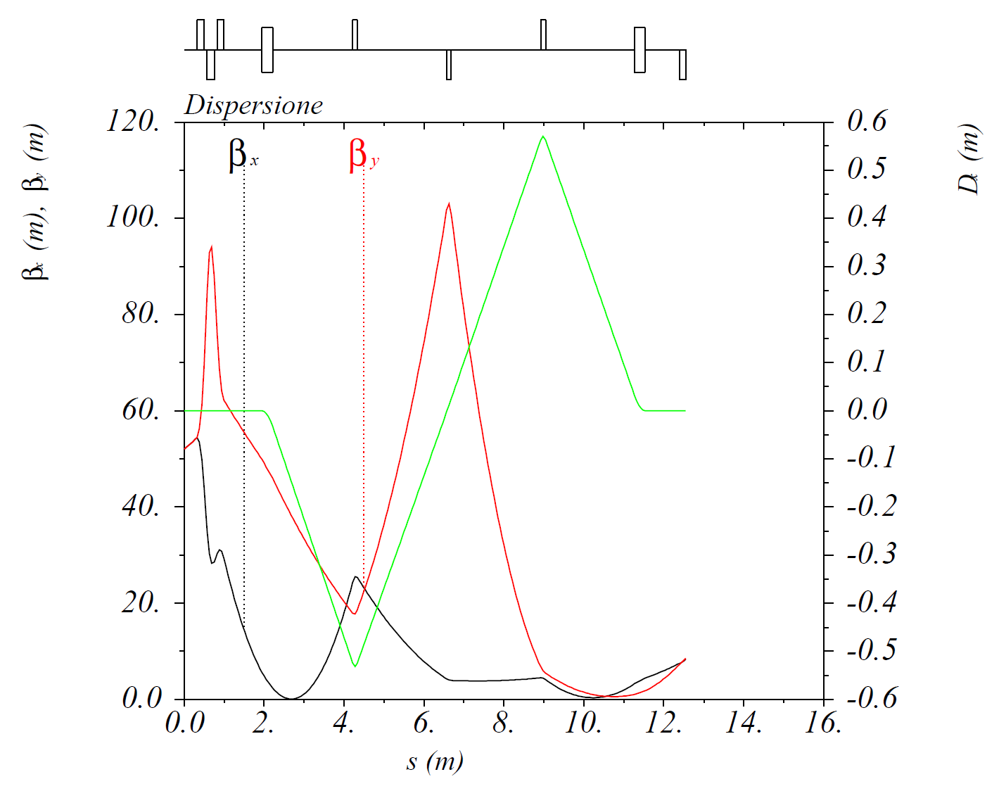 Dispersione
βx (m), βy (m)
120.
100.
80.
60.
40.
20.
0.0
βx
βy
0.6
0.5
0.4
0.3
0.2
0.1
0.0
-0.1
-0.2
-0.3
-0.4
-0.5
-0.6
Dx (m)
0.0 2. 4. 6. 8. 10. 12. 14. 16.
s (m)